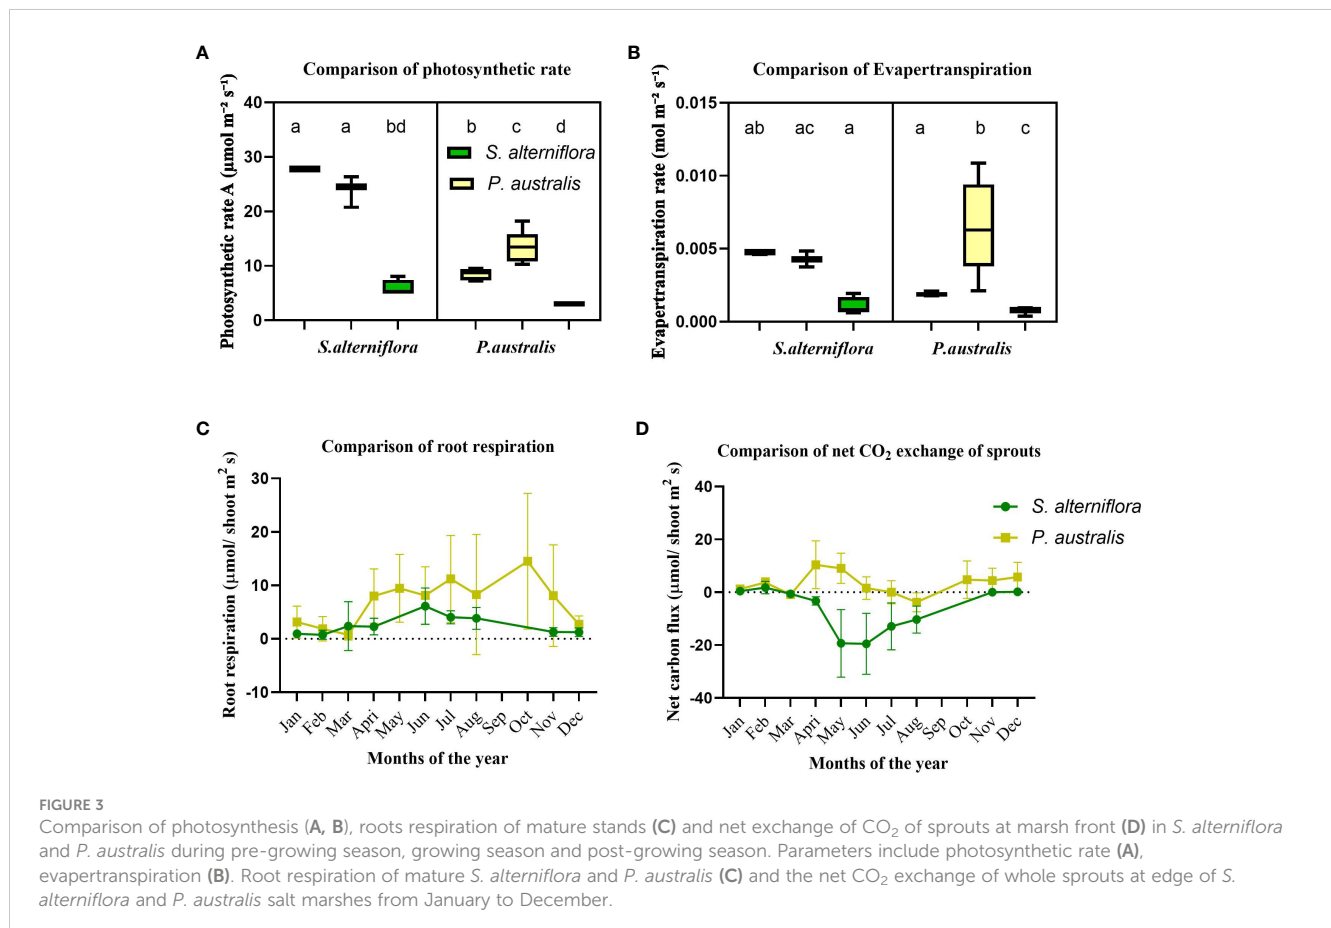 A
Comparison of photosynthetic rate
Photosynthetic rate A (μmol m⁻² s⁻¹)
40
30
20
10
0
a a bd b c d
S. alterniflora
P. australis
S.alterniflora P.australis
B
Comparison of Evapertranspiration
Evapertranspiration rate (mol m⁻² s⁻¹)
0.015
0.010
0.005
0.000
ab ac a a b c
S.alterniflora P.australis
C
Comparison of root respiration
Root respiration (μmol/ shoot m² s)
30
20
10
0
-10
Jan Feb Mar Apri May Jun Jul Aug Sep Oct Nov Dec
Months of the year
D
Comparison of net CO₂ exchange of sprouts
Net carbon flux (μmol/ shoot m² s)
40
20
0
-20
-40
S. alterniflora
P. australis
Jan Feb Mar Apri May Jun Jul Aug Sep Oct Nov Dec
Months of the year
FIGURE 3
Comparison of photosynthesis (A, B), roots respiration of mature stands (C) and net exchange of CO₂ of sprouts at marsh front (D) in S. alterniflora
and P. australis during pre-growing season, growing season and post-growing season. Parameters include photosynthetic rate (A),
evapertranspiration (B). Root respiration of mature S. alterniflora and P. australis (C) and the net CO₂ exchange of whole sprouts at edge of S.
alterniflora and P. australis salt marshes from January to December.